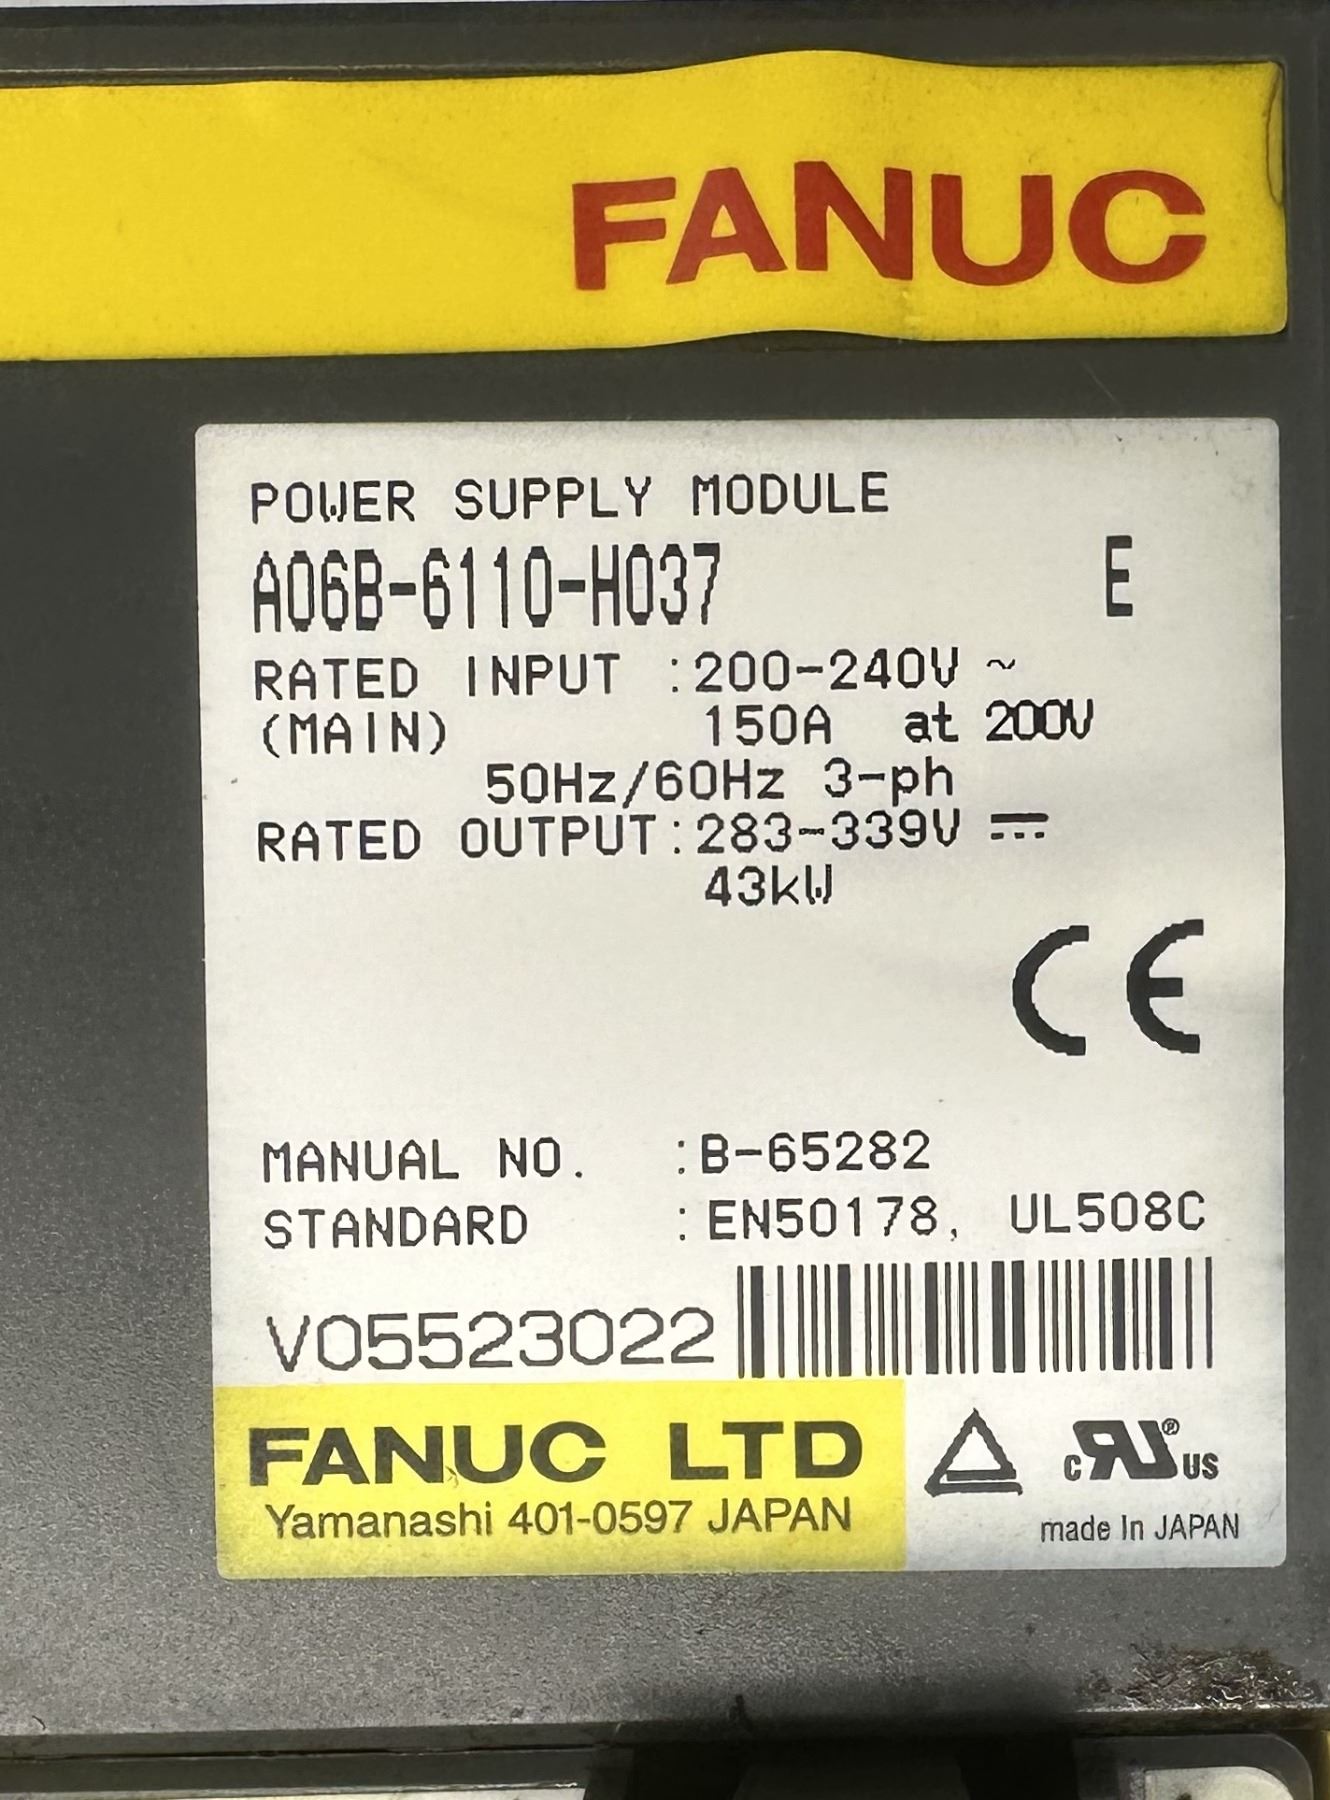 FANUC
POWER SUPPLY MODULE
A06B-6110-H037 E
RATED INPUT :200-240V ~
(MAIN) 150A at 200V
50Hz/60Hz 3-ph
RATED OUTPUT:283-339V ⎓
43kW
CE
MANUAL NO. :B-65282
STANDARD :EN50178, UL508C
V05523022
FANUC LTD
Yamanashi 401-0597 JAPAN
c RU ® US
made In JAPAN